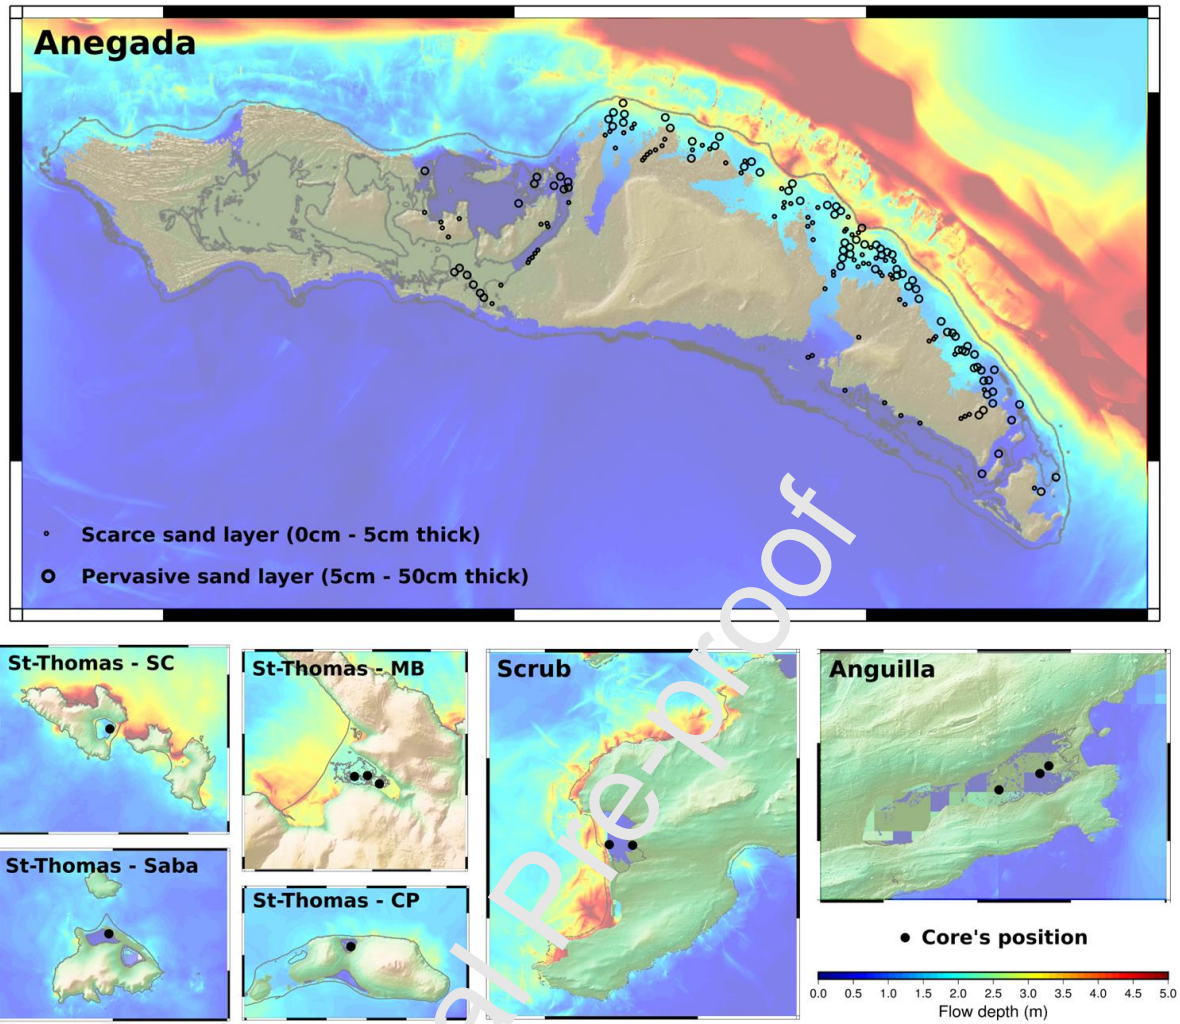 Anegada
Scarce sand layer (0cm - 5cm thick)
Pervasive sand layer (5cm - 50cm thick)
St-Thomas - SC
St-Thomas - MB
Scrub
Anguilla
St-Thomas - Saba
St-Thomas - CP
Core's position
0.0 0.5 1.0 1.5 2.0 2.5 3.0 3.5 4.0 4.5 5.0
Flow depth (m)
al Pre-proof